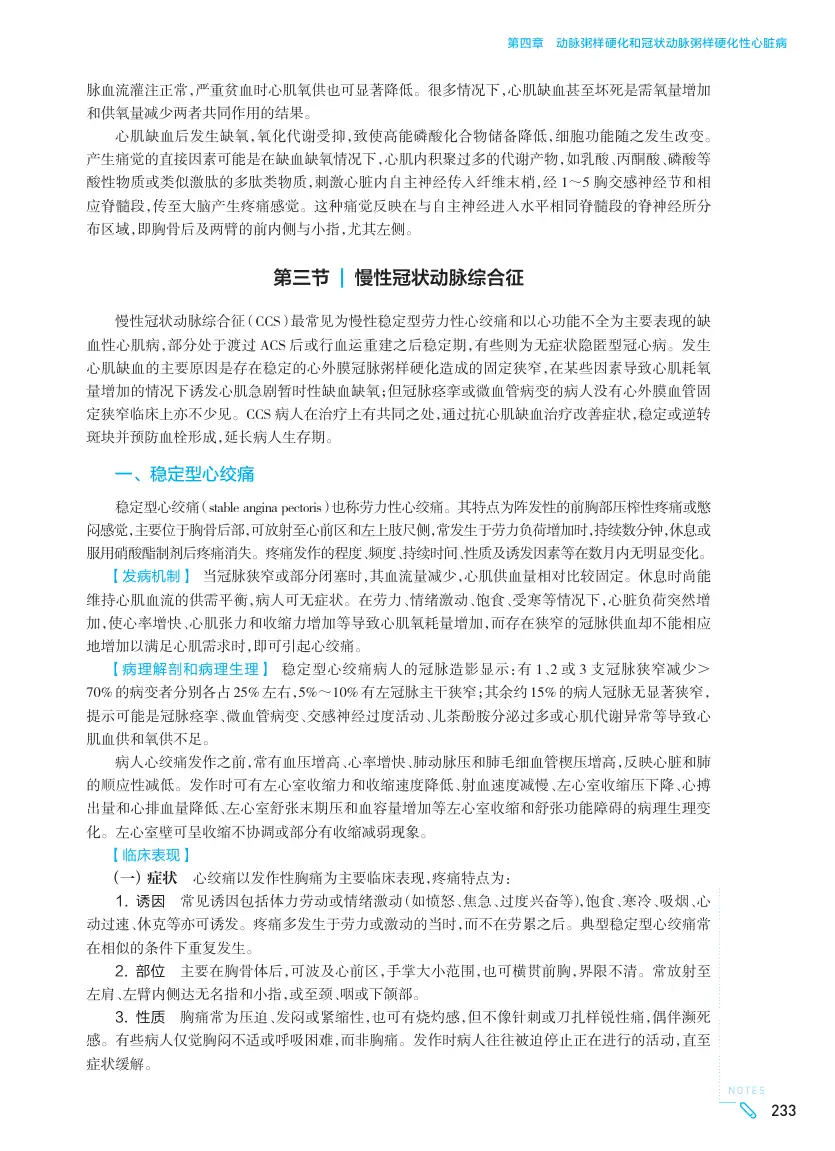 第四章　动脉粥样硬化和冠状动脉粥样硬化性心脏病
脉血流灌注正常,严重贫血时心肌氧供也可显著降低。很多情况下,心肌缺血甚至坏死是需氧量增加
和供氧量减少两者共同作用的结果。
心肌缺血后发生缺氧,氧化代谢受抑,致使高能磷酸化合物储备降低,细胞功能随之发生改变。
产生痛觉的直接因素可能是在缺血缺氧情况下,心肌内积聚过多的代谢产物,如乳酸、丙酮酸、磷酸等
酸性物质或类似激肽的多肽类物质,刺激心脏内自主神经传入纤维末梢,经 1～5 胸交感神经节和相
应脊髓段,传至大脑产生疼痛感觉。这种痛觉反映在与自主神经进入水平相同脊髓段的脊神经所分
布区域,即胸骨后及两臂的前内侧与小指,尤其左侧。
第三节 | 慢性冠状动脉综合征
慢性冠状动脉综合征(CCS)最常见为慢性稳定型劳力性心绞痛和以心功能不全为主要表现的缺
血性心肌病,部分处于渡过 ACS 后或行血运重建之后稳定期,有些则为无症状隐匿型冠心病。发生
心肌缺血的主要原因是存在稳定的心外膜冠脉粥样硬化造成的固定狭窄,在某些因素导致心肌耗氧
量增加的情况下诱发心肌急剧暂时性缺血缺氧;但冠脉痉挛或微血管病变的病人没有心外膜血管固
定狭窄临床上亦不少见。CCS 病人在治疗上有共同之处,通过抗心肌缺血治疗改善症状,稳定或逆转
斑块并预防血栓形成,延长病人生存期。
一、稳定型心绞痛
稳定型心绞痛(stable angina pectoris)也称劳力性心绞痛。其特点为阵发性的前胸部压榨性疼痛或憋
闷感觉,主要位于胸骨后部,可放射至心前区和左上肢尺侧,常发生于劳力负荷增加时,持续数分钟,休息或
服用硝酸酯制剂后疼痛消失。疼痛发作的程度、频度、持续时间、性质及诱发因素等在数月内无明显变化。
【发病机制】　当冠脉狭窄或部分闭塞时,其血流量减少,心肌供血量相对比较固定。休息时尚能
维持心肌血流的供需平衡,病人可无症状。在劳力、情绪激动、饱食、受寒等情况下,心脏负荷突然增
加,使心率增快、心肌张力和收缩力增加等导致心肌氧耗量增加,而存在狭窄的冠脉供血却不能相应
地增加以满足心肌需求时,即可引起心绞痛。
【病理解剖和病理生理】　稳定型心绞痛病人的冠脉造影显示:有 1、2 或 3 支冠脉狭窄减少>
70% 的病变者分别各占 25% 左右,5%～10% 有左冠脉主干狭窄;其余约 15% 的病人冠脉无显著狭窄,
提示可能是冠脉痉挛、微血管病变、交感神经过度活动、儿茶酚胺分泌过多或心肌代谢异常等导致心
肌血供和氧供不足。
病人心绞痛发作之前,常有血压增高、心率增快、肺动脉压和肺毛细血管楔压增高,反映心脏和肺
的顺应性减低。发作时可有左心室收缩力和收缩速度降低、射血速度减慢、左心室收缩压下降、心搏
出量和心排血量降低、左心室舒张末期压和血容量增加等左心室收缩和舒张功能障碍的病理生理变
化。左心室壁可呈收缩不协调或部分有收缩减弱现象。
【临床表现】
(一) 症状　心绞痛以发作性胸痛为主要临床表现,疼痛特点为:
1. 诱因　常见诱因包括体力劳动或情绪激动(如愤怒、焦急、过度兴奋等),饱食、寒冷、吸烟、心
动过速、休克等亦可诱发。疼痛多发生于劳力或激动的当时,而不在劳累之后。典型稳定型心绞痛常
在相似的条件下重复发生。
2. 部位　主要在胸骨体后,可波及心前区,手掌大小范围,也可横贯前胸,界限不清。常放射至
左肩、左臂内侧达无名指和小指,或至颈、咽或下颌部。
3. 性质　胸痛常为压迫、发闷或紧缩性,也可有烧灼感,但不像针刺或刀扎样锐性痛,偶伴濒死
感。有些病人仅觉胸闷不适或呼吸困难,而非胸痛。发作时病人往往被迫停止正在进行的活动,直至
症状缓解。
NOTES
233